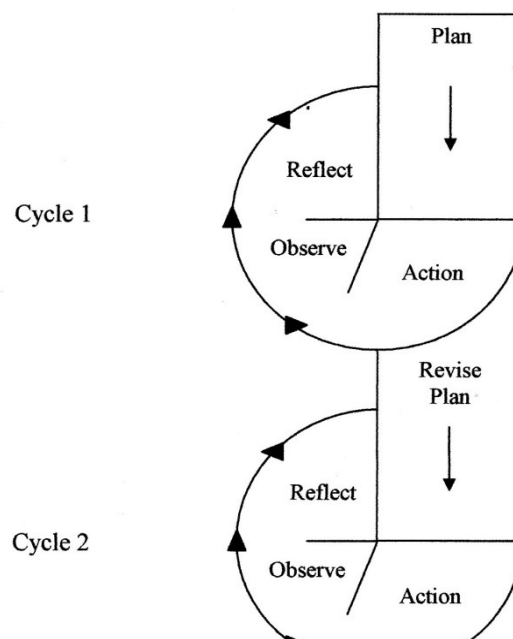 Plan
Reflect
Cycle 1
Observe
Action
Revise
Plan
Reflect
Cycle 2
Observe
Action